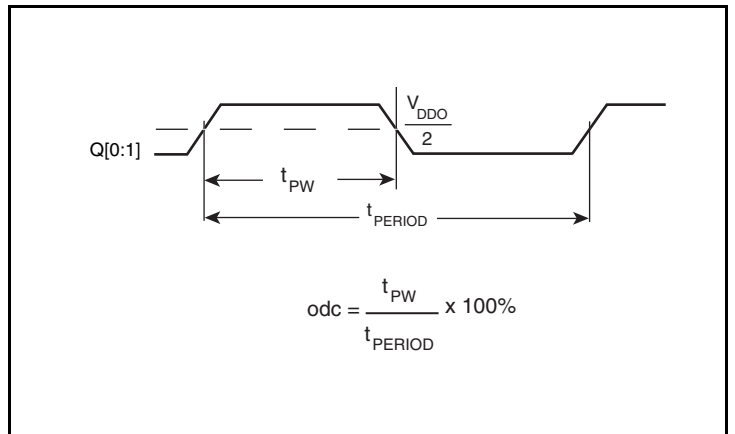 V_DDO
2
Q[0:1]
t_PW
t_PERIOD
odc = t_PW
x 100%
t_PERIOD